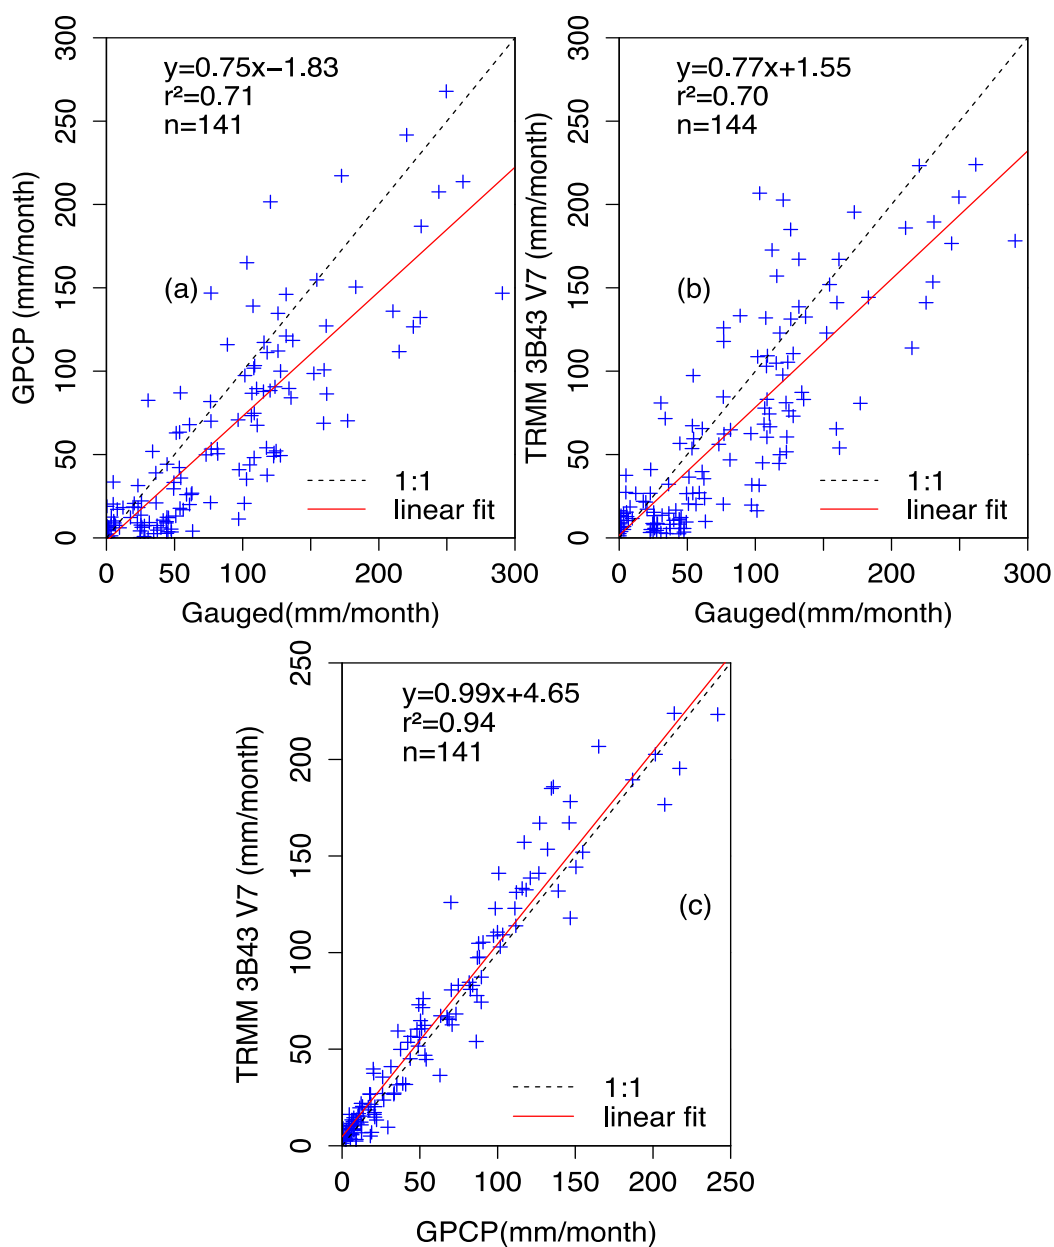 y=0.75x−1.83
r²=0.71
n=141
(a)
1:1
linear fit
0 50 100 150 200 250 300
GPCP (mm/month)
0 50 100 200 300
Gauged(mm/month)
y=0.77x+1.55
r²=0.70
n=144
(b)
1:1
linear fit
0 50 100 150 200 250 300
TRMM 3B43 V7 (mm/month)
0 50 100 200 300
Gauged(mm/month)
y=0.99x+4.65
r²=0.94
n=141
(c)
1:1
linear fit
0 50 100 150 200 250
TRMM 3B43 V7 (mm/month)
0 50 100 150 200 250
GPCP(mm/month)